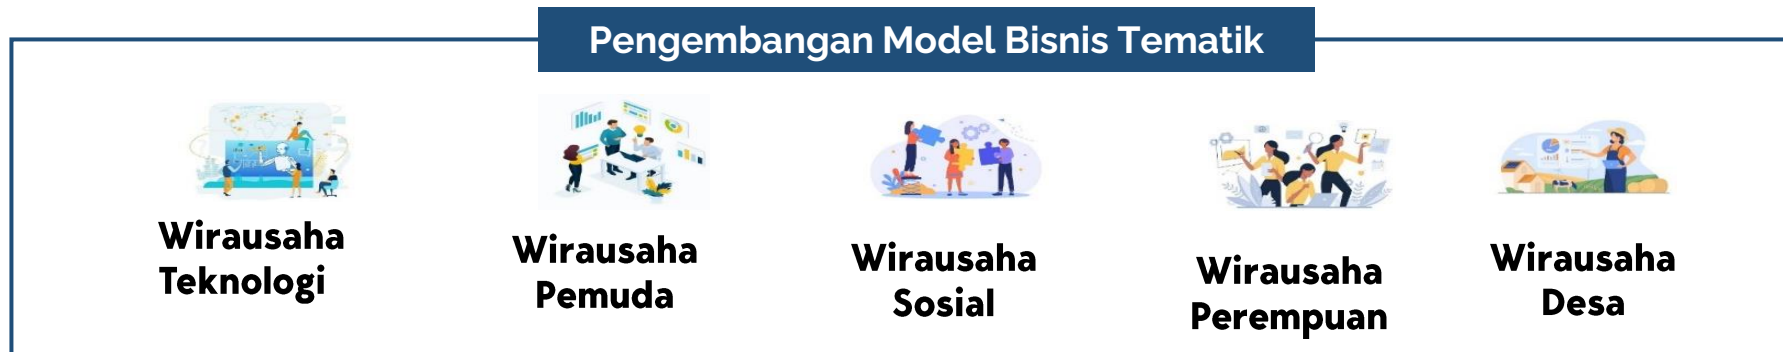 Pengembangan Model Bisnis Tematik
Wirausaha
Teknologi
Wirausaha
Pemuda
Wirausaha
Sosial
Wirausaha
Perempuan
Wirausaha
Desa